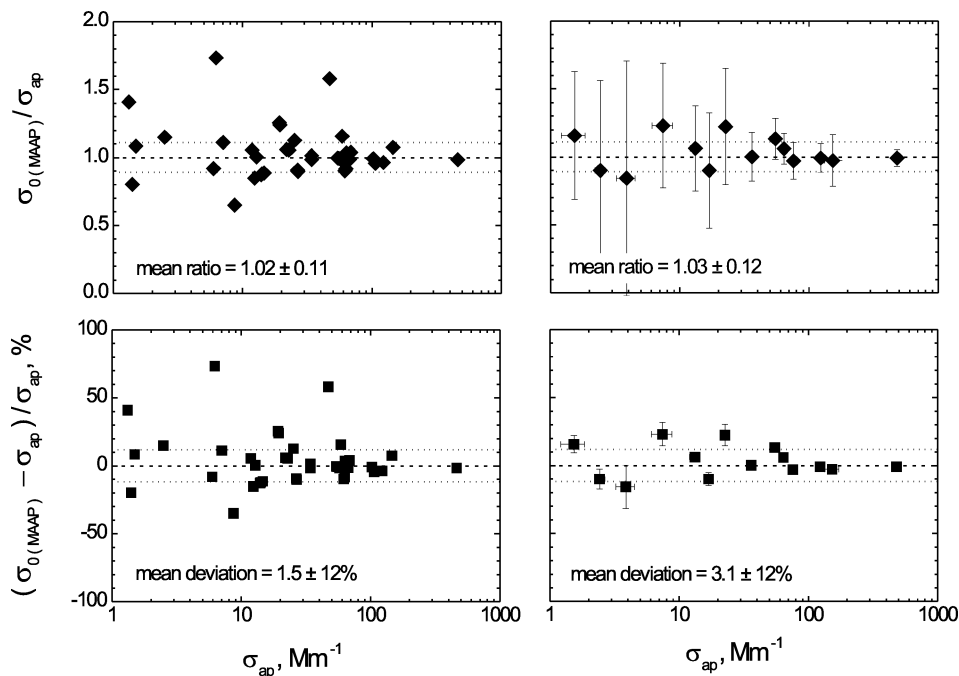 σ0 (MAAP) / σap
2.0
1.5
1.0
0.5
0.0
mean ratio = 1.02 ± 0.11
mean ratio = 1.03 ± 0.12
(σ0 (MAAP) − σap) / σap, %
100
50
0
-50
-100
mean deviation = 1.5 ± 12%
mean deviation = 3.1 ± 12%
1 10 100 1000
1 10 100 1000
σap, Mm-1
σap, Mm-1